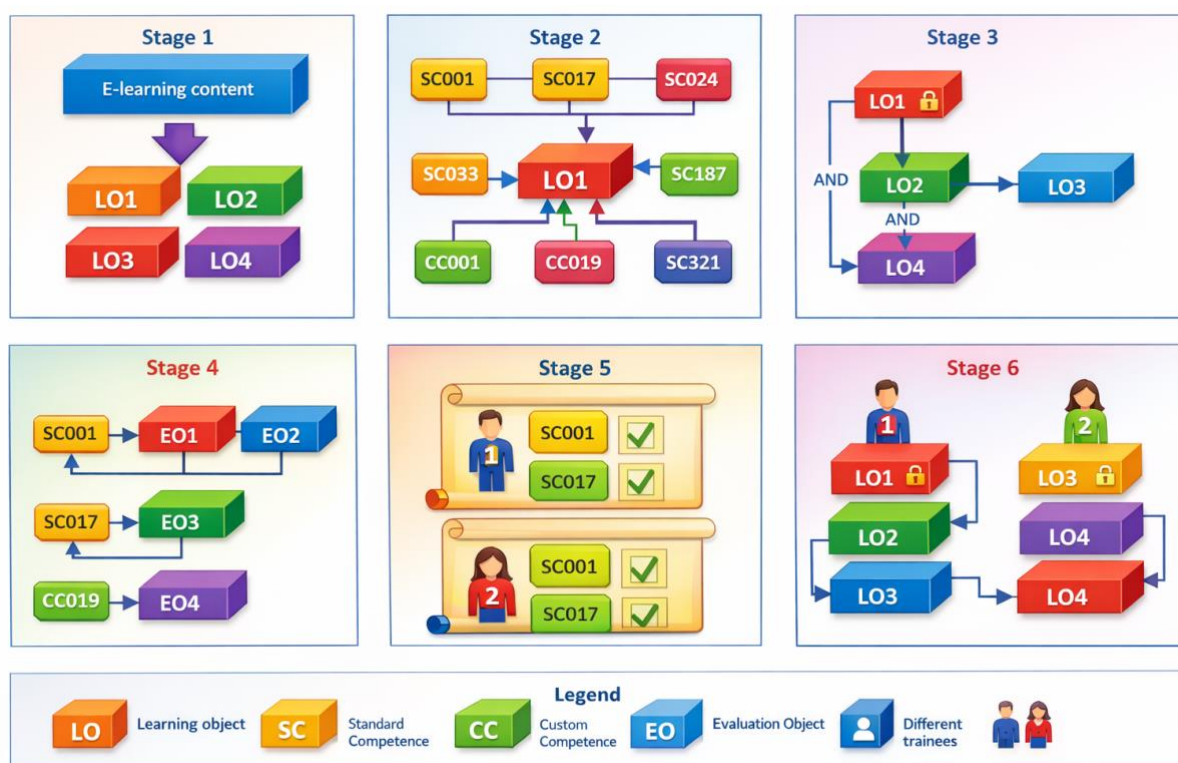 Stage 1
E-learning content
LO1
LO2
LO3
LO4
Stage 2
SC001
SC017
SC024
SC033
LO1
SC187
CC001
CC019
SC321
Stage 3
LO1
AND
LO2
LO3
AND
LO4
Stage 4
SC001
EO1
EO2
SC017
EO3
CC019
EO4
Stage 5
1
SC001
SC017
2
SC001
SC017
Stage 6
1
2
LO1
LO3
LO2
LO4
LO3
LO4
Legend
LO
Learning object
SC
Standard
Competence
CC
Custom
Competence
EO
Evaluation Object
Different
trainees